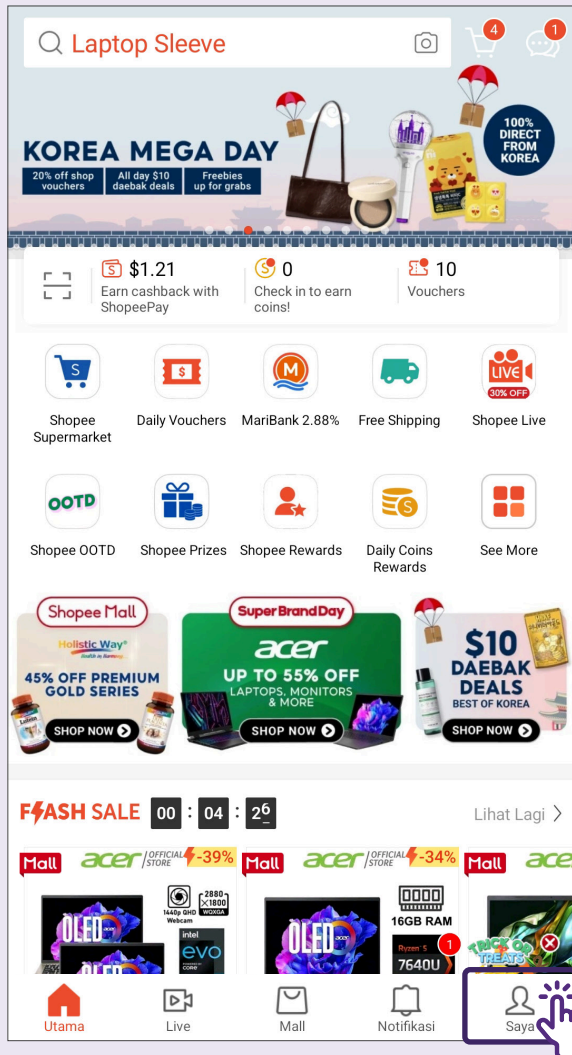 Laptop Sleeve
4
1
KOREA MEGA DAY
20% off shop vouchers
All day $10 daebak deals
Freebies up for grabs
100%
DIRECT
FROM
KOREA
$1.21
Earn cashback with
ShopeePay
0
Check in to earn
coins!
10
Vouchers
Shopee
Supermarket
Daily Vouchers
MariBank 2.88%
Free Shipping
LIVE
30% OFF
Shopee Live
OOTD
Shopee OOTD
Shopee Prizes
Shopee Rewards
Daily Coins
Rewards
See More
Shopee Mall
Holistic Way®
45% OFF PREMIUM
GOLD SERIES
SHOP NOW
Super Brand Day
acer
UP TO 55% OFF
LAPTOPS, MONITORS
& MORE
SHOP NOW
$10
DAEBAK
DEALS
BEST OF KOREA
SHOP NOW
FLASH SALE 00 : 04 : 26
Lihat Lagi >
Mall acer OFFICIAL STORE -39%
1440p QHD
Webcam
2880
×1800
WQXGA
OLED
intel
evo
CORE
Mall acer OFFICIAL STORE -34%
16GB RAM
OLED acer
Ryzen 5
7640U
1
Mall ace
TRICK OR
TREATS
Utama
Live
Mall
Notifikasi
Saya